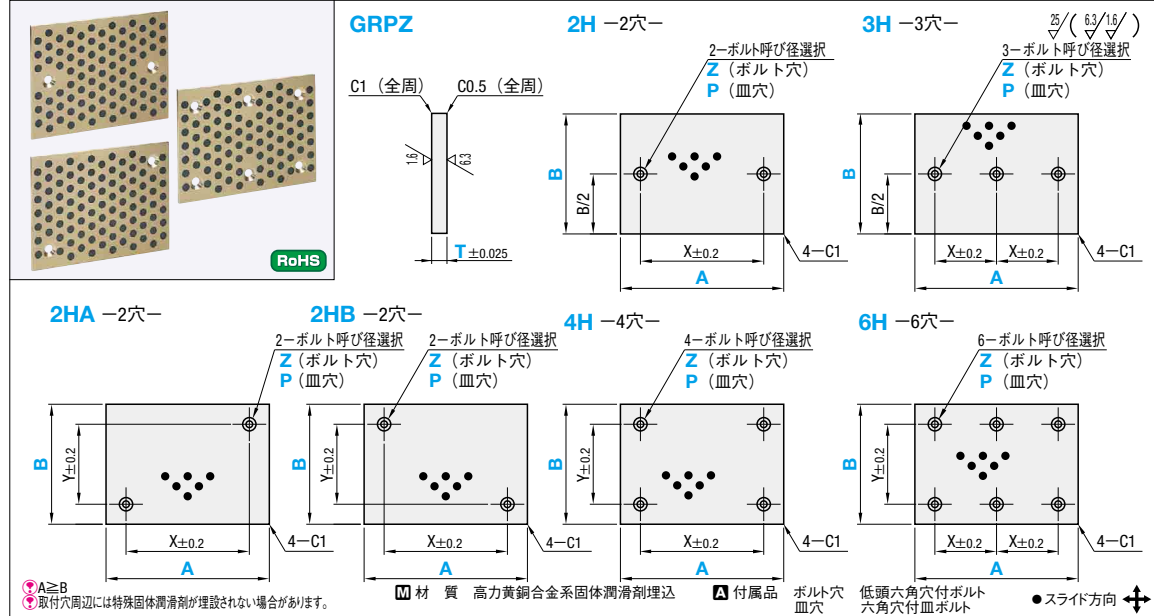 GRPZ
2H －2穴－
3H －3穴－
25/( 6.3/ 1.6/ )
C1（全周）
C0.5（全周）
1.6
6.3
T±0.025
2－ボルト呼び径選択
Z（ボルト穴）
P（皿穴）
B
B/2
X±0.2
A
4－C1
3－ボルト呼び径選択
Z（ボルト穴）
P（皿穴）
B
B/2
X±0.2
X±0.2
A
4－C1
RoHS
2HA －2穴－
2－ボルト呼び径選択
Z（ボルト穴）
P（皿穴）
B
Y±0.2
X±0.2
A
4－C1
2HB －2穴－
2－ボルト呼び径選択
Z（ボルト穴）
P（皿穴）
B
Y±0.2
X±0.2
A
4－C1
4H －4穴－
4－ボルト呼び径選択
Z（ボルト穴）
P（皿穴）
B
Y±0.2
X±0.2
A
4－C1
6H －6穴－
6－ボルト呼び径選択
Z（ボルト穴）
P（皿穴）
B
Y±0.2
X±0.2
X±0.2
A
4－C1
A≧B
取付穴周辺には特殊固体潤滑剤が埋設されない場合があります。
M 材 質 高力黄銅合金系固体潤滑剤埋込
A 付属品 ボルト穴 低頭六角穴付ボルト
皿穴 六角穴付皿ボルト
●スライド方向